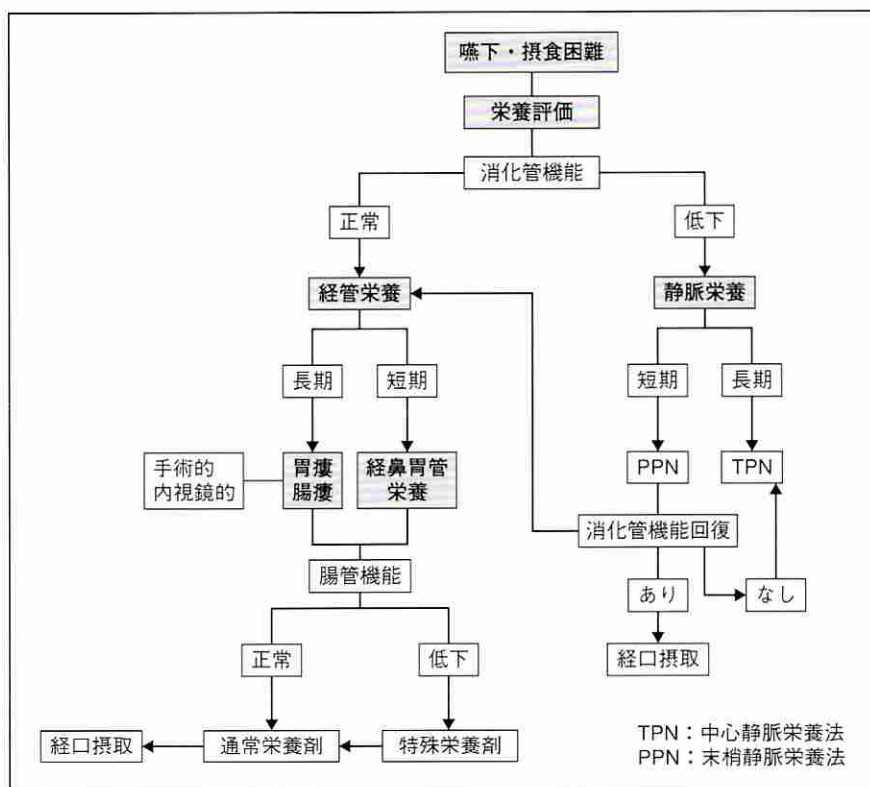 嚥下・摂食困難
栄養評価
消化管機能
正常
低下
経管栄養
静脈栄養
長期
短期
短期
長期
手術的
内視鏡的
胃瘻
腸瘻
経鼻胃管
栄養
PPN
TPN
消化管機能回復
腸管機能
あり
なし
正常
低下
経口摂取
経口摂取
通常栄養剤
特殊栄養剤
TPN：中心静脈栄養法
PPN：末梢静脈栄養法